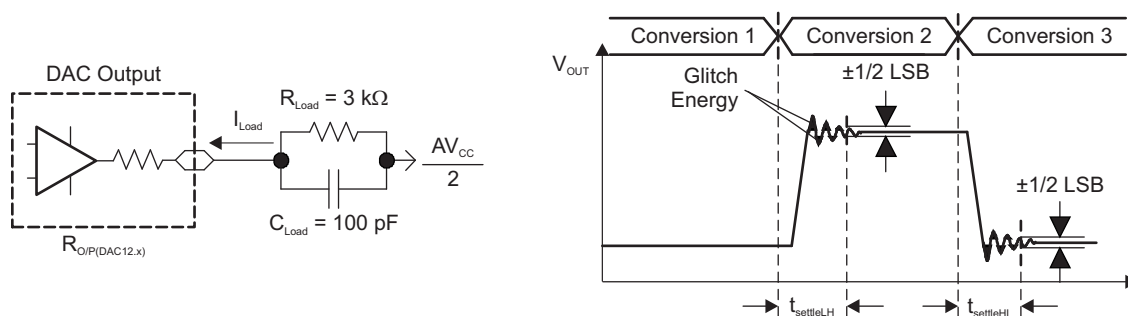 DAC Output
R_Load = 3 kΩ
I_Load
AV_CC
2
C_Load = 100 pF
R_O/P(DAC12.x)
Conversion 1
Conversion 2
Conversion 3
V_OUT
Glitch
Energy
±1/2 LSB
±1/2 LSB
t_settleLH
t_settleHL